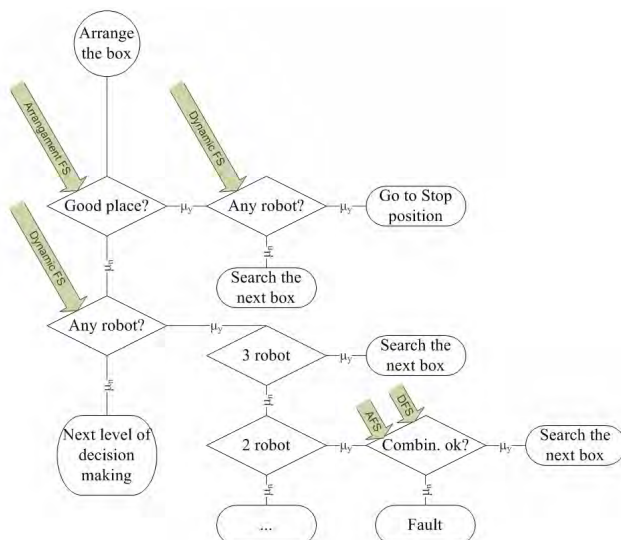 Arrange
the box
Arrangament FS
Dynamic FS
Good place?
μy
Any robot?
μy
Go to Stop
position
Dynamic FS
μn
μn
Search the
next box
Any robot?
μy
3 robot
μy
Search the
next box
μn
μn
AFS
DFS
Next level of
decision
making
2 robot
μy
Combin. ok?
μy
Search the
next box
μn
μn
...
Fault